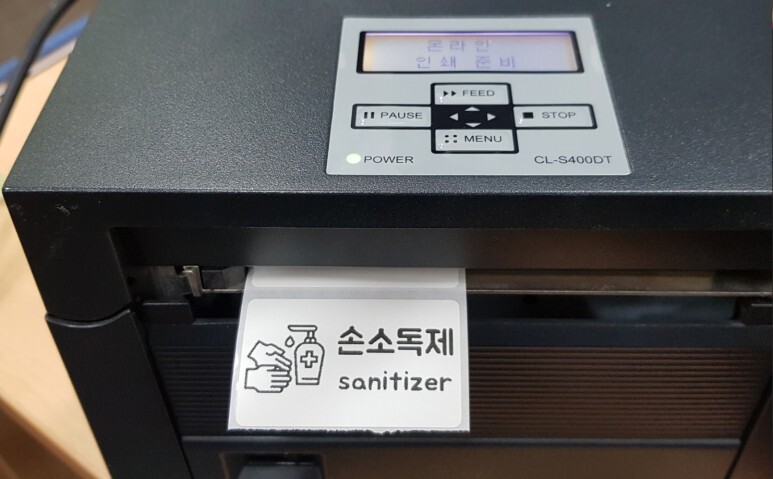 온라인
인쇄 준비
FEED
PAUSE
STOP
MENU
POWER
CL-S400DT
손소독제
sanitizer